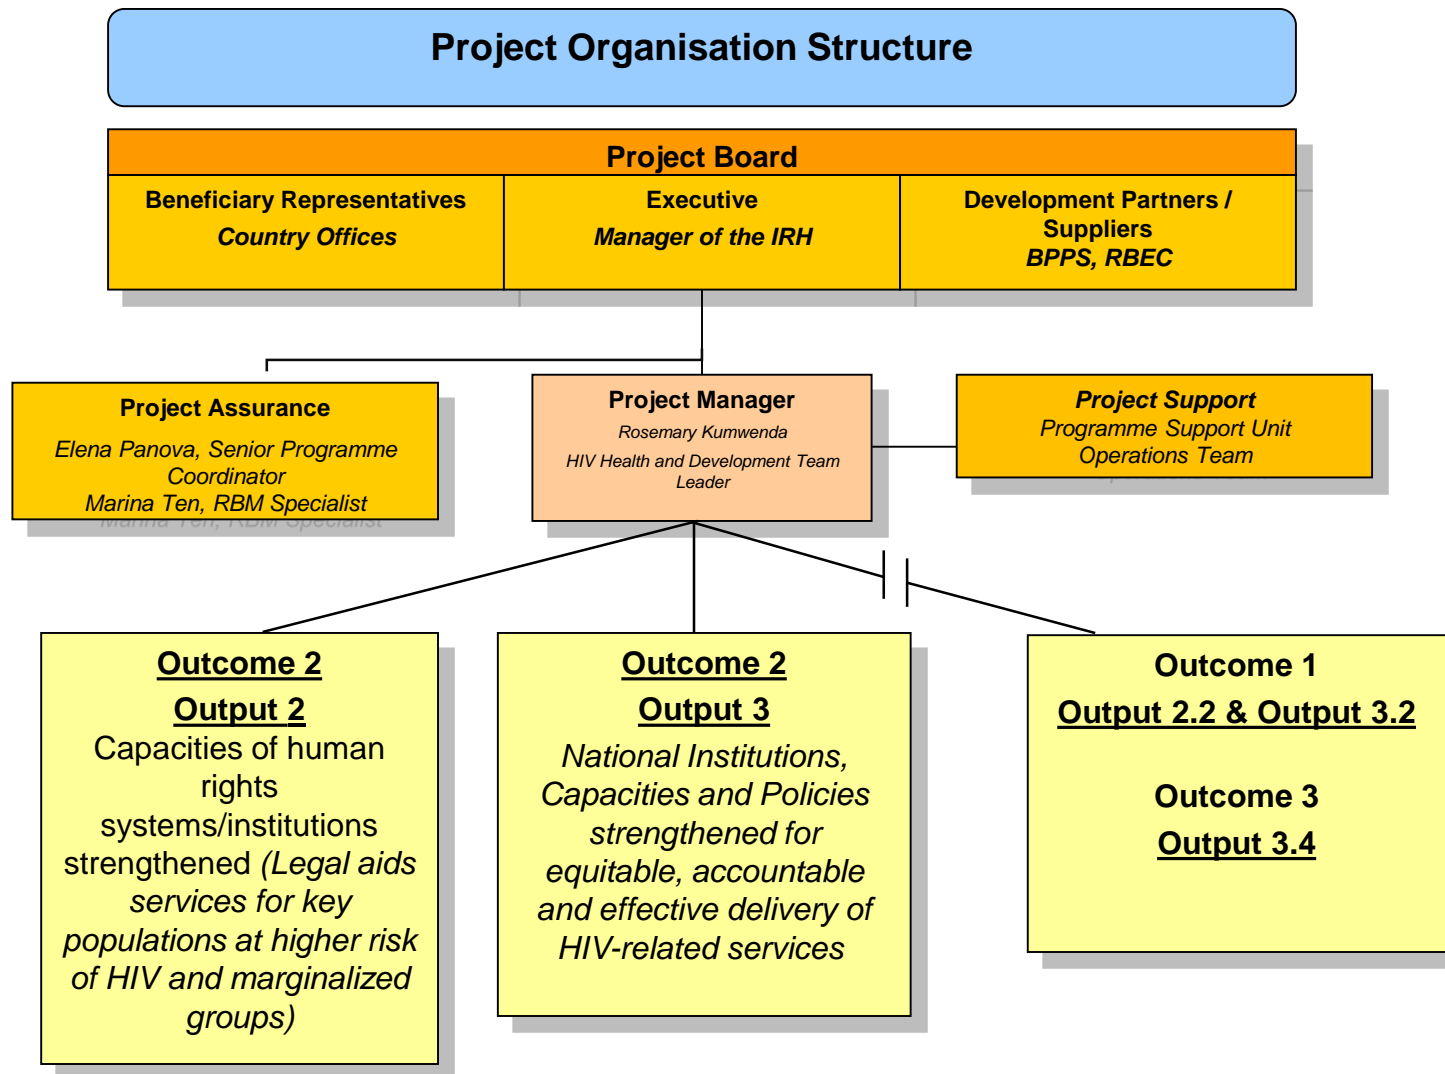 Project Organisation Structure
Project Board
Beneficiary Representatives
Country Offices
Executive
Manager of the IRH
Development Partners /
Suppliers
BPPS, RBEC
Project Assurance
Elena Panova, Senior Programme
Coordinator
Marina Ten, RBM Specialist
Project Manager
Rosemary Kumwenda
HIV Health and Development Team
Leader
Project Support
Programme Support Unit
Operations Team
Outcome 2
Output 2
Capacities of human
rights
systems/institutions
strengthened (Legal aids
services for key
populations at higher risk
of HIV and marginalized
groups)
Outcome 2
Output 3
National Institutions,
Capacities and Policies
strengthened for
equitable, accountable
and effective delivery of
HIV-related services
Outcome 1
Output 2.2 & Output 3.2
Outcome 3
Output 3.4